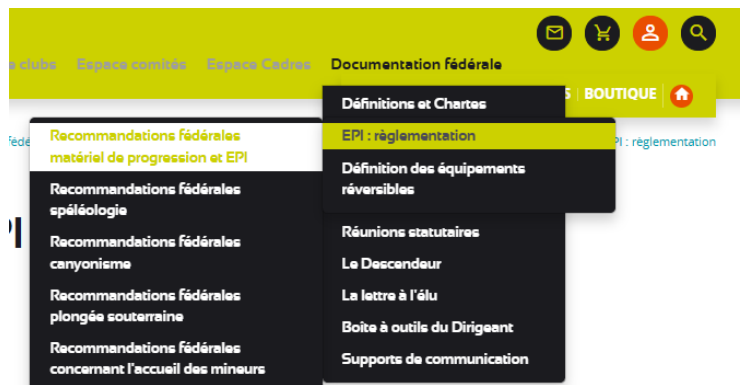 clubs Espace comités Espace Cadres Documentation fédérale
BOUTIQUE
Définitions et Chartes
EPI : règlementation
Définition des équipements
réversibles
Réunions statutaires
Le Descendeur
La lettre à l'élu
Boîte à outils du Dirigeant
Supports de communication
Recommandations fédérales
matériel de progression et EPI
Recommandations fédérales
spéléologie
Recommandations fédérales
canyonisme
Recommandations fédérales
plongée souterraine
Recommandations fédérales
concernant l'accueil des mineurs
: règlementation